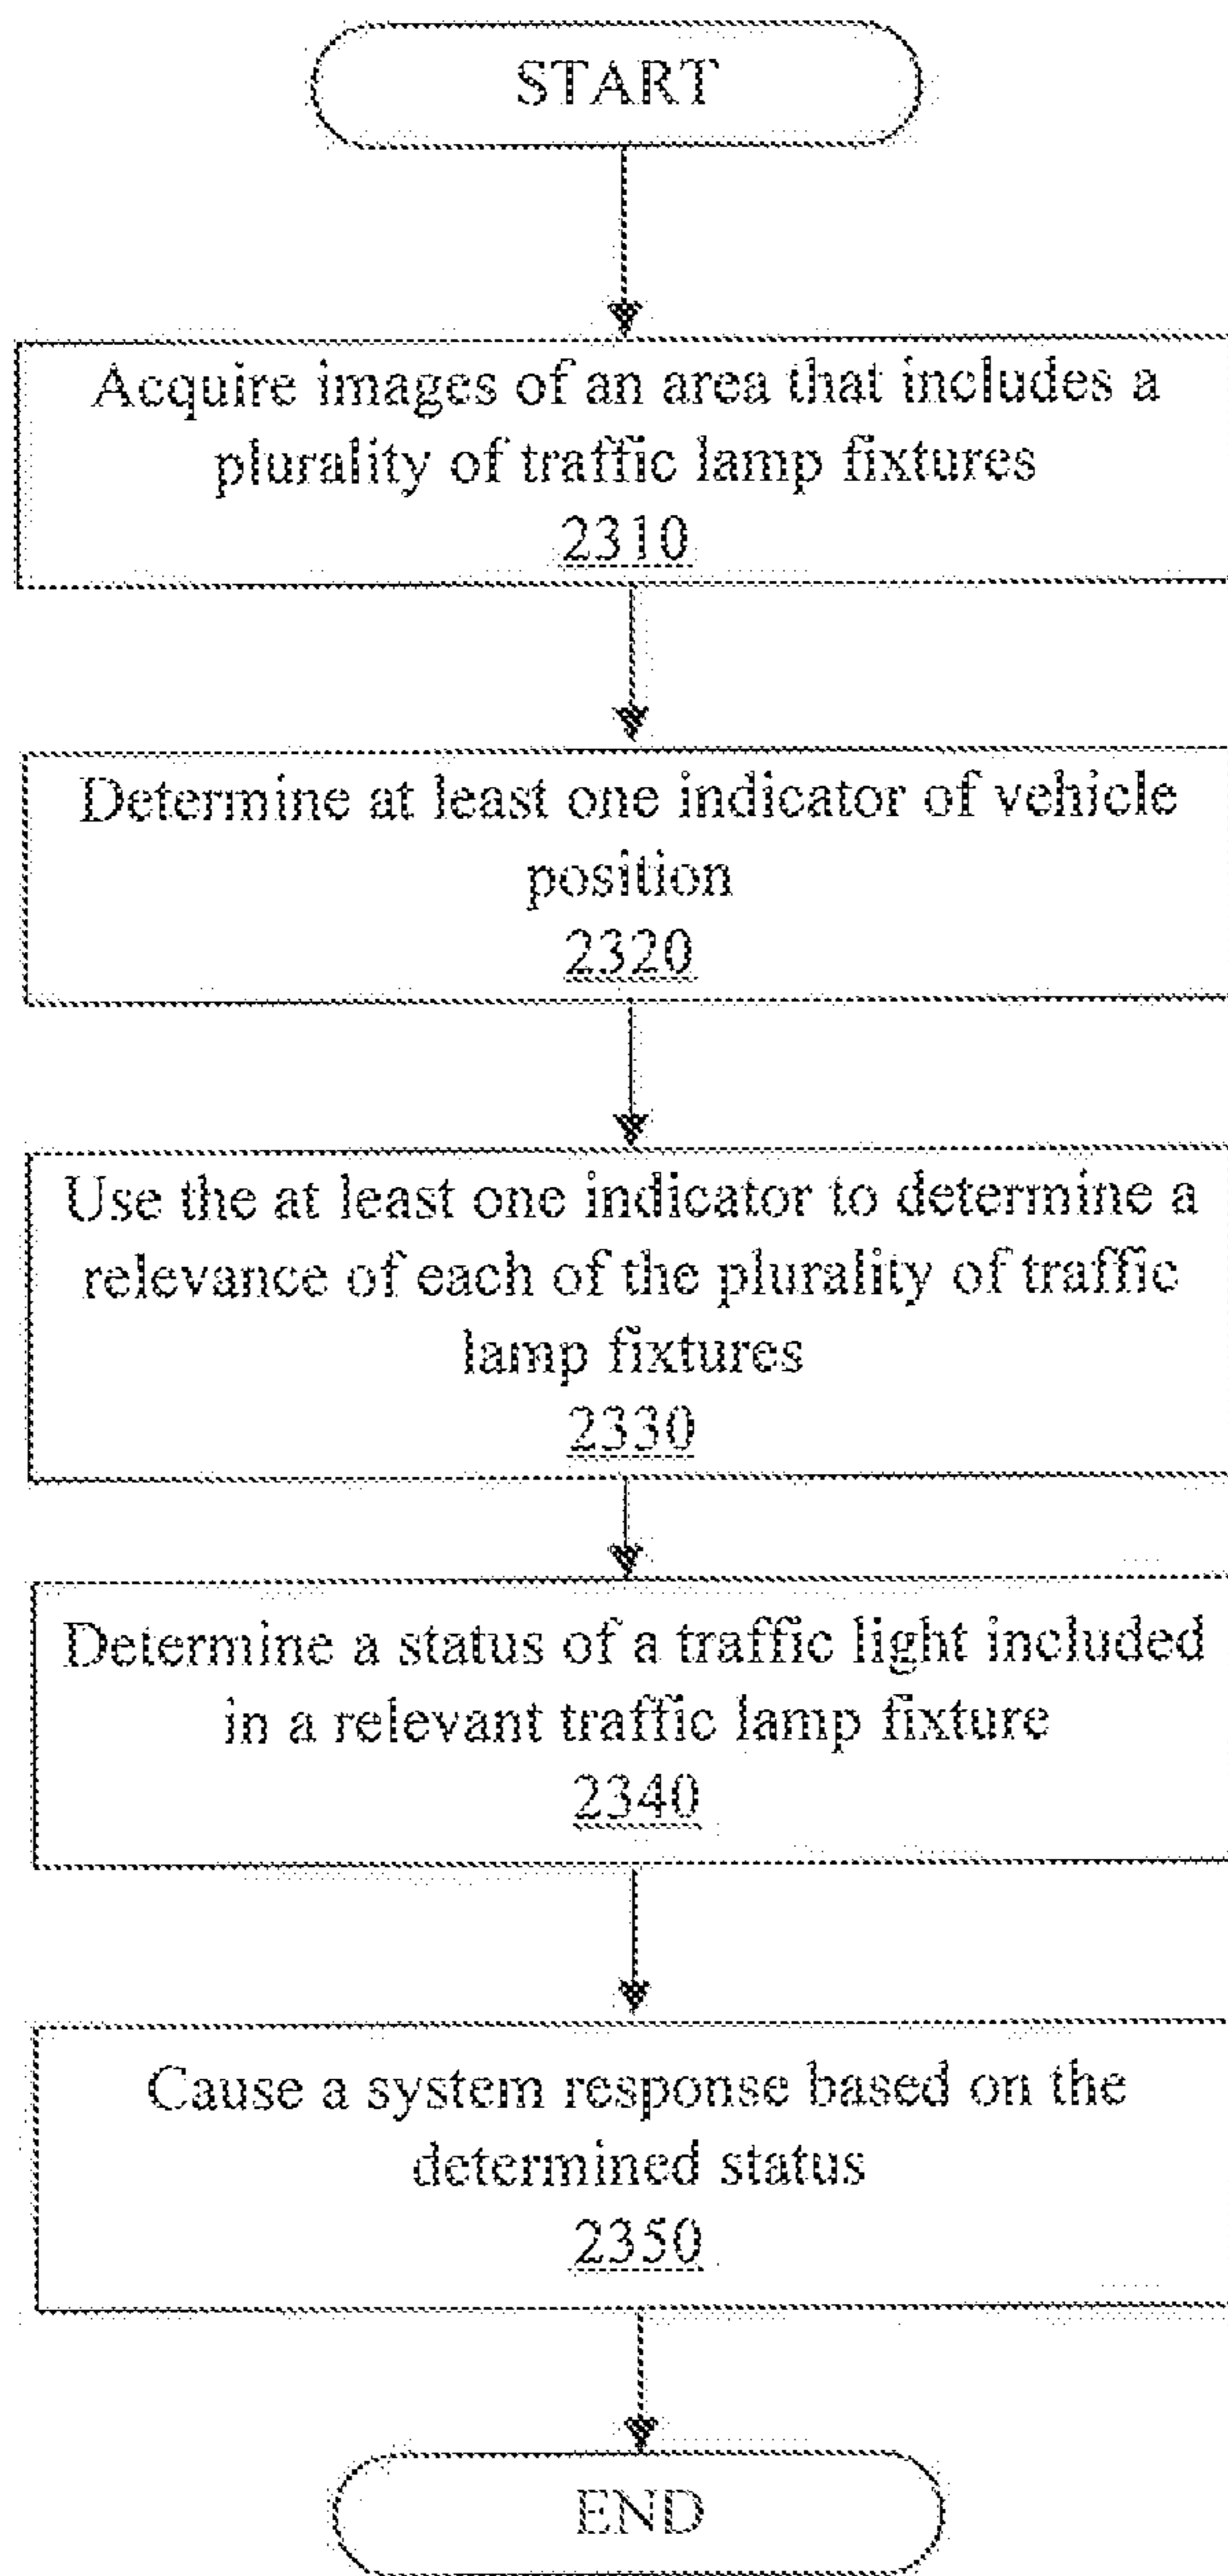 START
Acquire images of an area that includes a
plurality of traffic lamp fixtures
2310
Determine at least one indicator of vehicle
position
2320
Use the at least one indicator to determine a
relevance of each of the plurality of traffic
lamp fixtures
2330
Determine a status of a traffic light included
in a relevant traffic lamp fixture
2340
Cause a system response based on the
determined status
2350
END